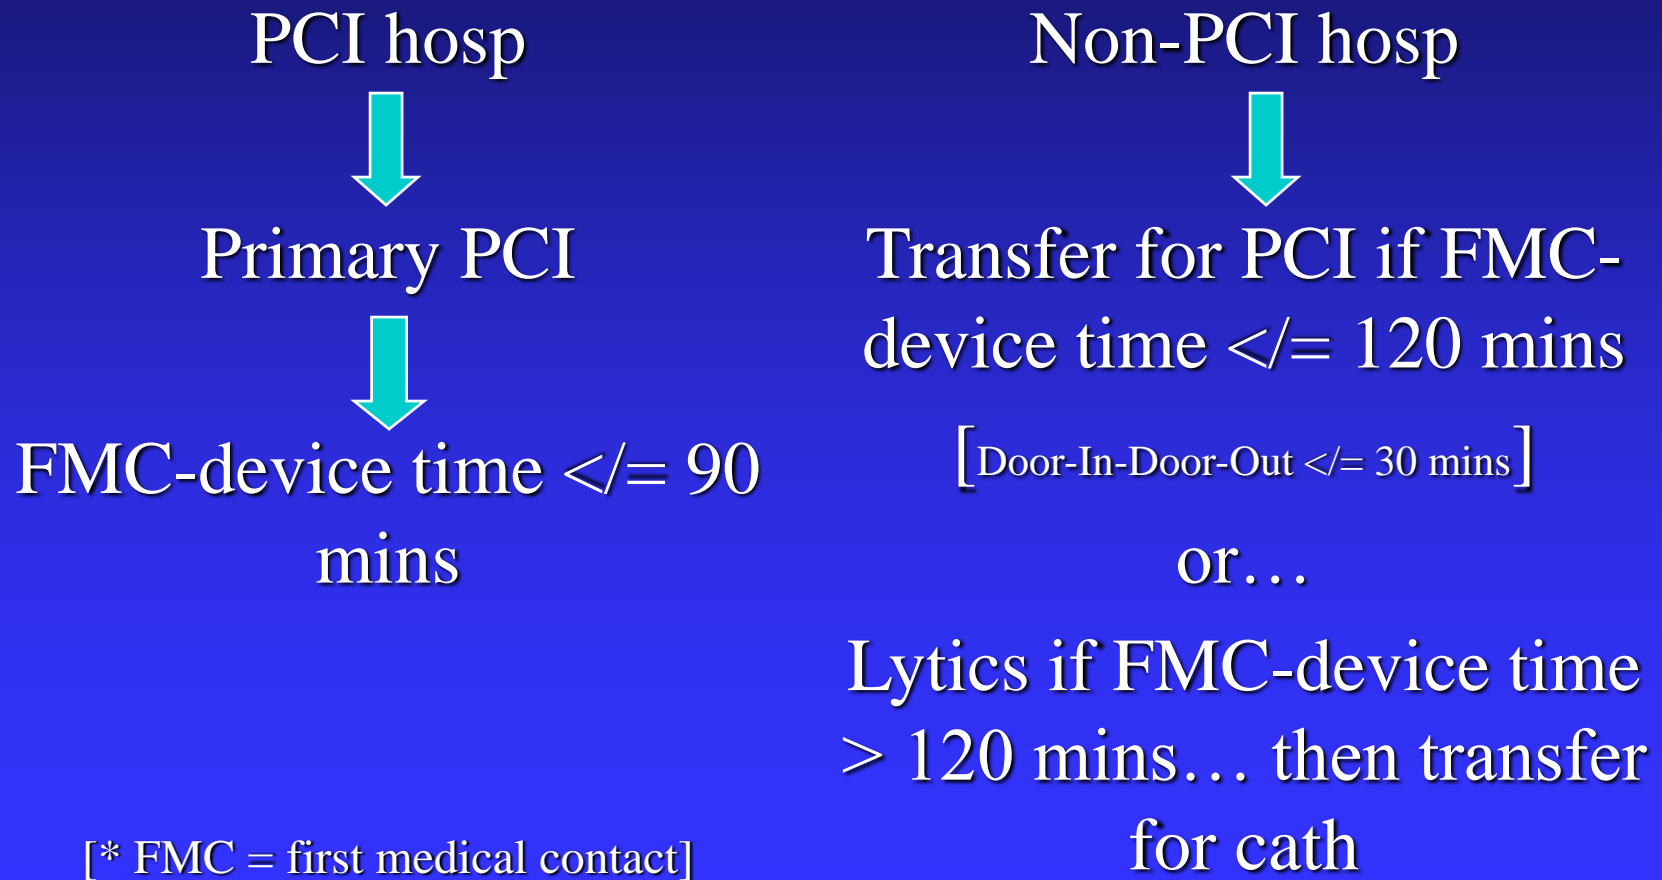 PCI hosp
Primary PCI
FMC-device time </= 90
mins
[* FMC = first medical contact]
Non-PCI hosp
Transfer for PCI if FMC-
device time </= 120 mins
[Door-In-Door-Out </= 30 mins]
or…
Lytics if FMC-device time
> 120 mins… then transfer
for cath